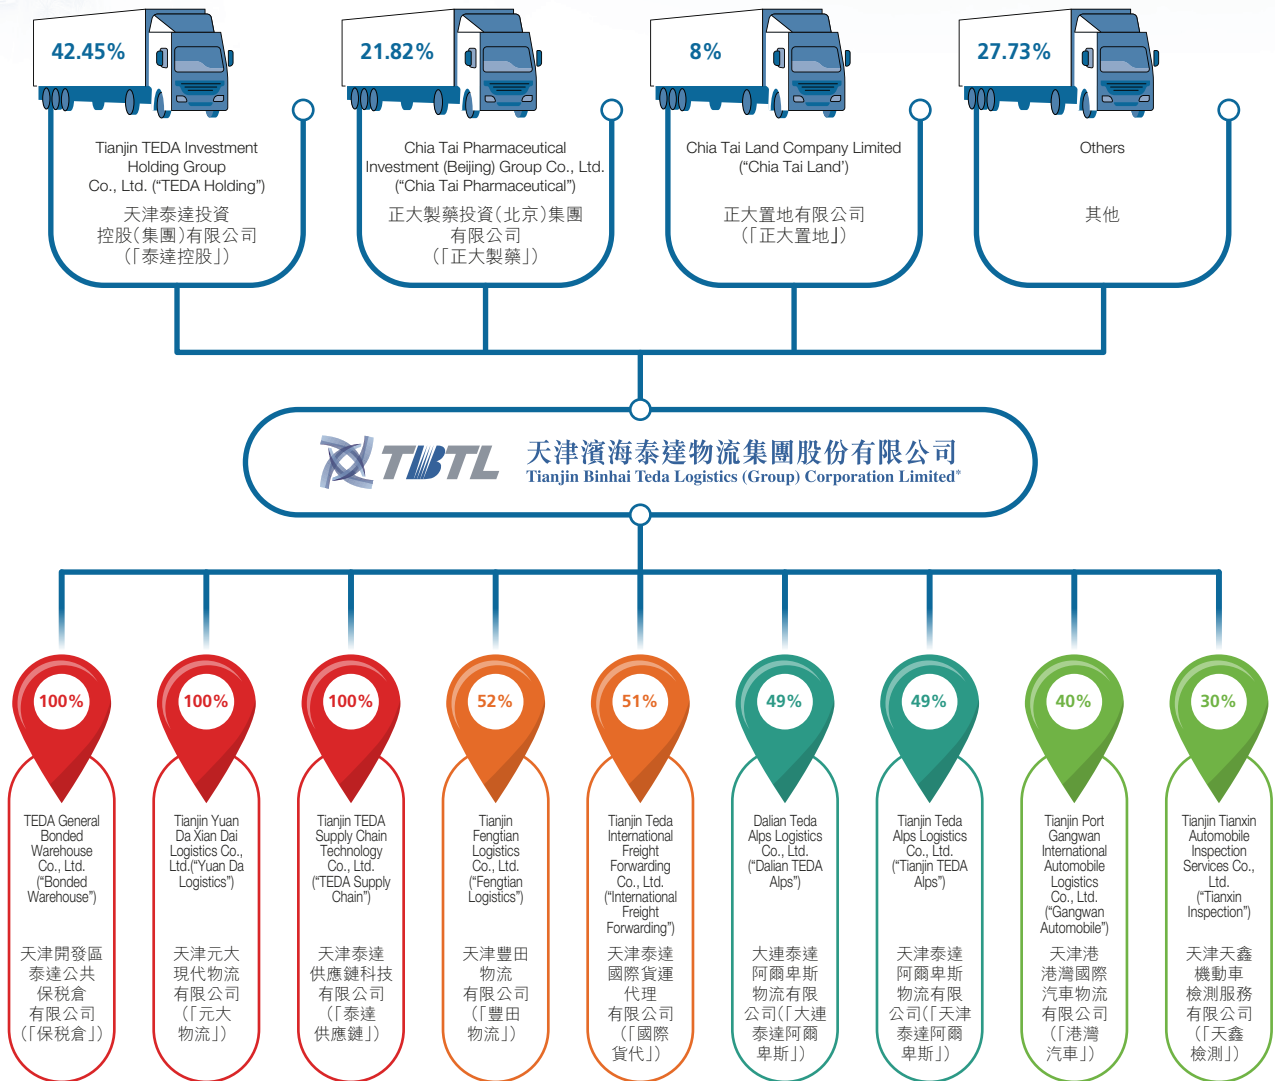 42.45%
Tianjin TEDA Investment
Holding Group
Co., Ltd. (“TEDA Holding”)
天津泰達投資
控股(集團)有限公司
(「泰達控股」)
21.82%
Chia Tai Pharmaceutical
Investment (Beijing) Group Co., Ltd.
(“Chia Tai Pharmaceutical”)
正大製藥投資(北京)集團
有限公司
(「正大製藥」)
8%
Chia Tai Land Company Limited
(“Chia Tai Land’)
正大置地有限公司
(「正大置地」)
27.73%
Others
其他
TBTL
天津濱海泰達物流集團股份有限公司
Tianjin Binhai Teda Logistics (Group) Corporation Limited*
100%
TEDA General
Bonded
Warehouse
Co., Ltd.
(“Bonded
Warehouse”)
天津開發區
泰達公共
保税倉
有限公司
(「保税倉」)
100%
Tianjin Yuan
Da Xian Dai
Logistics Co.,
Ltd.(“Yuan Da
Logistics”)
天津元大
現代物流
有限公司
(「元大
物流」)
100%
Tianjin TEDA
Supply Chain
Technology
Co., Ltd.
(“TEDA Supply
Chain”)
天津泰達
供應鏈科技
有限公司
(「泰達
供應鏈」)
52%
Tianjin
Fengtian
Logistics
Co., Ltd.
(“Fengtian
Logistics”)
天津豐田
物流
有限公司
(「豐田
物流」)
51%
Tianjin Teda
International
Freight
Forwarding
Co., Ltd.
(“International
Freight
Forwarding”)
天津泰達
國際貨運
代理
有限公司
(「國際
貨代」)
49%
Dalian Teda
Alps Logistics
Co., Ltd.
(“Dalian TEDA
Alps”)
大連泰達
阿爾卑斯
物流有限
公司(「大連
泰達阿爾
卑斯」)
49%
Tianjin Teda
Alps Logistics
Co., Ltd.
(“Tianjin TEDA
Alps”)
天津泰達
阿爾卑斯
物流有限
公司(「天津
泰達阿爾
卑斯」)
40%
Tianjin Port
Gangwan
International
Automobile
Logistics
Co., Ltd.
(“Gangwan
Automobile”)
天津港
港灣國際
汽車物流
有限公司
(「港灣
汽車」)
30%
Tianjin Tianxin
Automobile
Inspection
Services Co.,
Ltd.
(“Tianxin
Inspection”)
天津天鑫
機動車
檢測服務
有限公司
(「天鑫
檢測」)